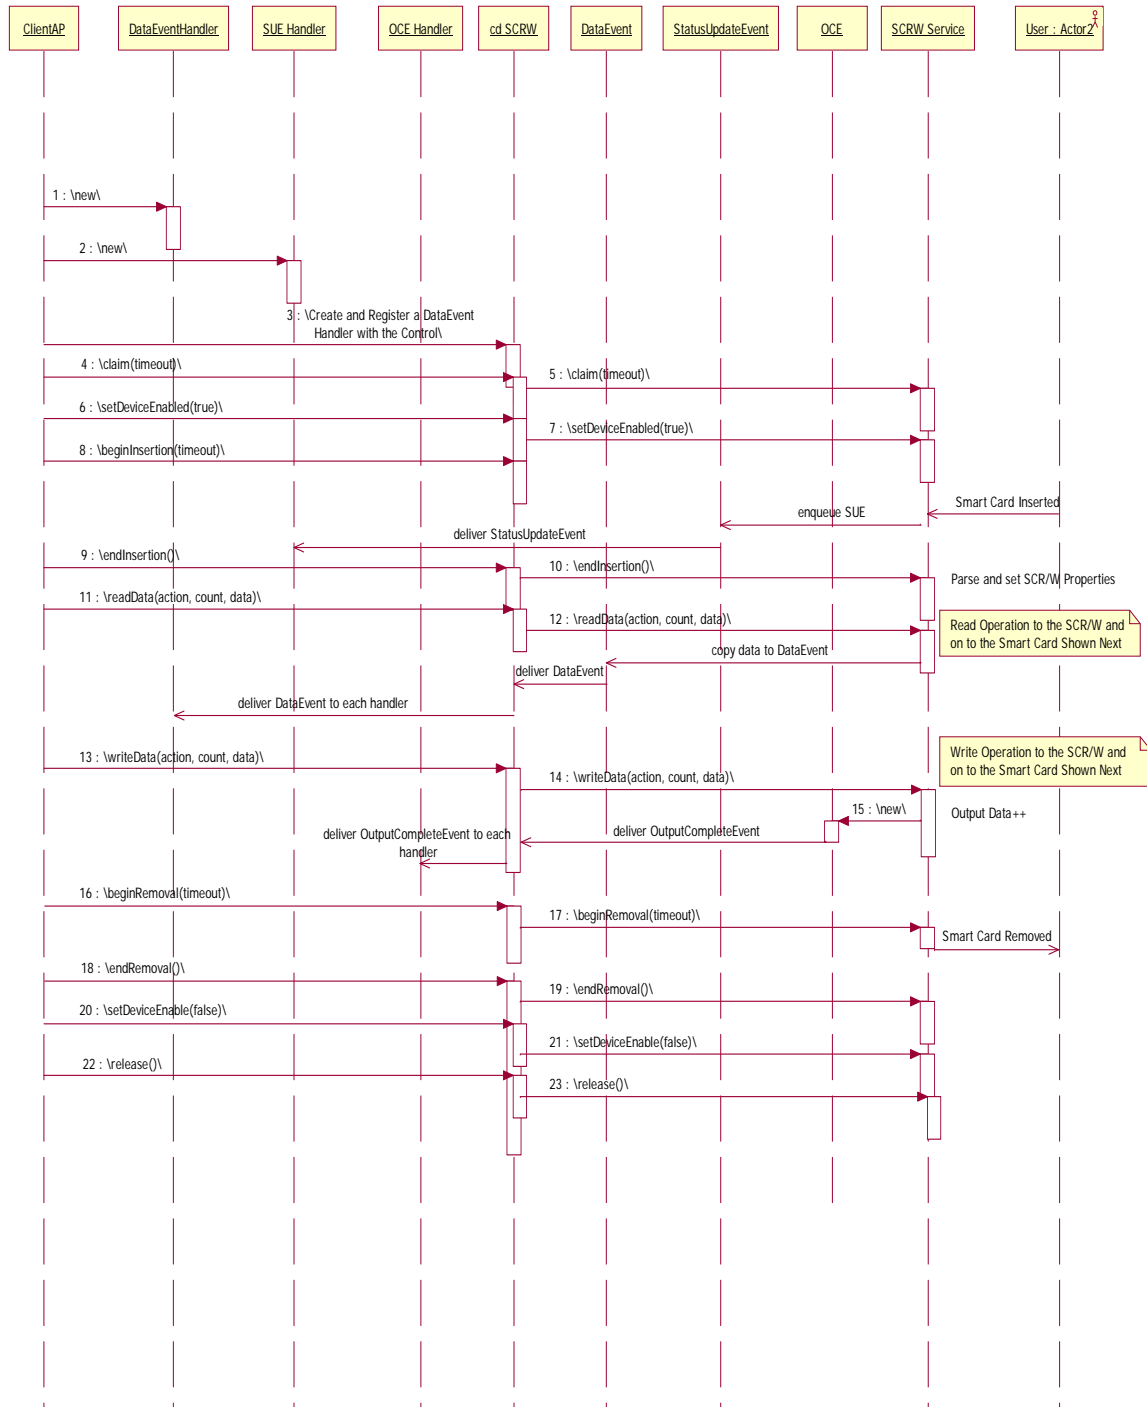 ClientAP
DataEventHandler
SUE Handler
OCE Handler
cd SCRW
DataEvent
StatusUpdateEvent
OCE
SCRW Service
User : Actor2
1 : \new\
2 : \new\
3 : \Create and Register a DataEvent
Handler with the Control\
4 : \claim(timeout)\
5 : \claim(timeout)\
6 : \setDeviceEnabled(true)\
7 : \setDeviceEnabled(true)\
8 : \beginInsertion(timeout)\
Smart Card Inserted
enqueue SUE
deliver StatusUpdateEvent
9 : \endInsertion()\
10 : \endInsertion()\
Parse and set SCR/W Properties
11 : \readData(action, count, data)\
12 : \readData(action, count, data)\
Read Operation to the SCR/W and
on to the Smart Card Shown Next
copy data to DataEvent
deliver DataEvent
deliver DataEvent to each handler
13 : \writeData(action, count, data)\
Write Operation to the SCR/W and
on to the Smart Card Shown Next
14 : \writeData(action, count, data)\
15 : \new\
Output Data++
deliver OutputCompleteEvent
deliver OutputCompleteEvent to each
handler
16 : \beginRemoval(timeout)\
17 : \beginRemoval(timeout)\
Smart Card Removed
18 : \endRemoval()\
19 : \endRemoval()\
20 : \setDeviceEnable(false)\
21 : \setDeviceEnable(false)\
22 : \release()\
23 : \release()\